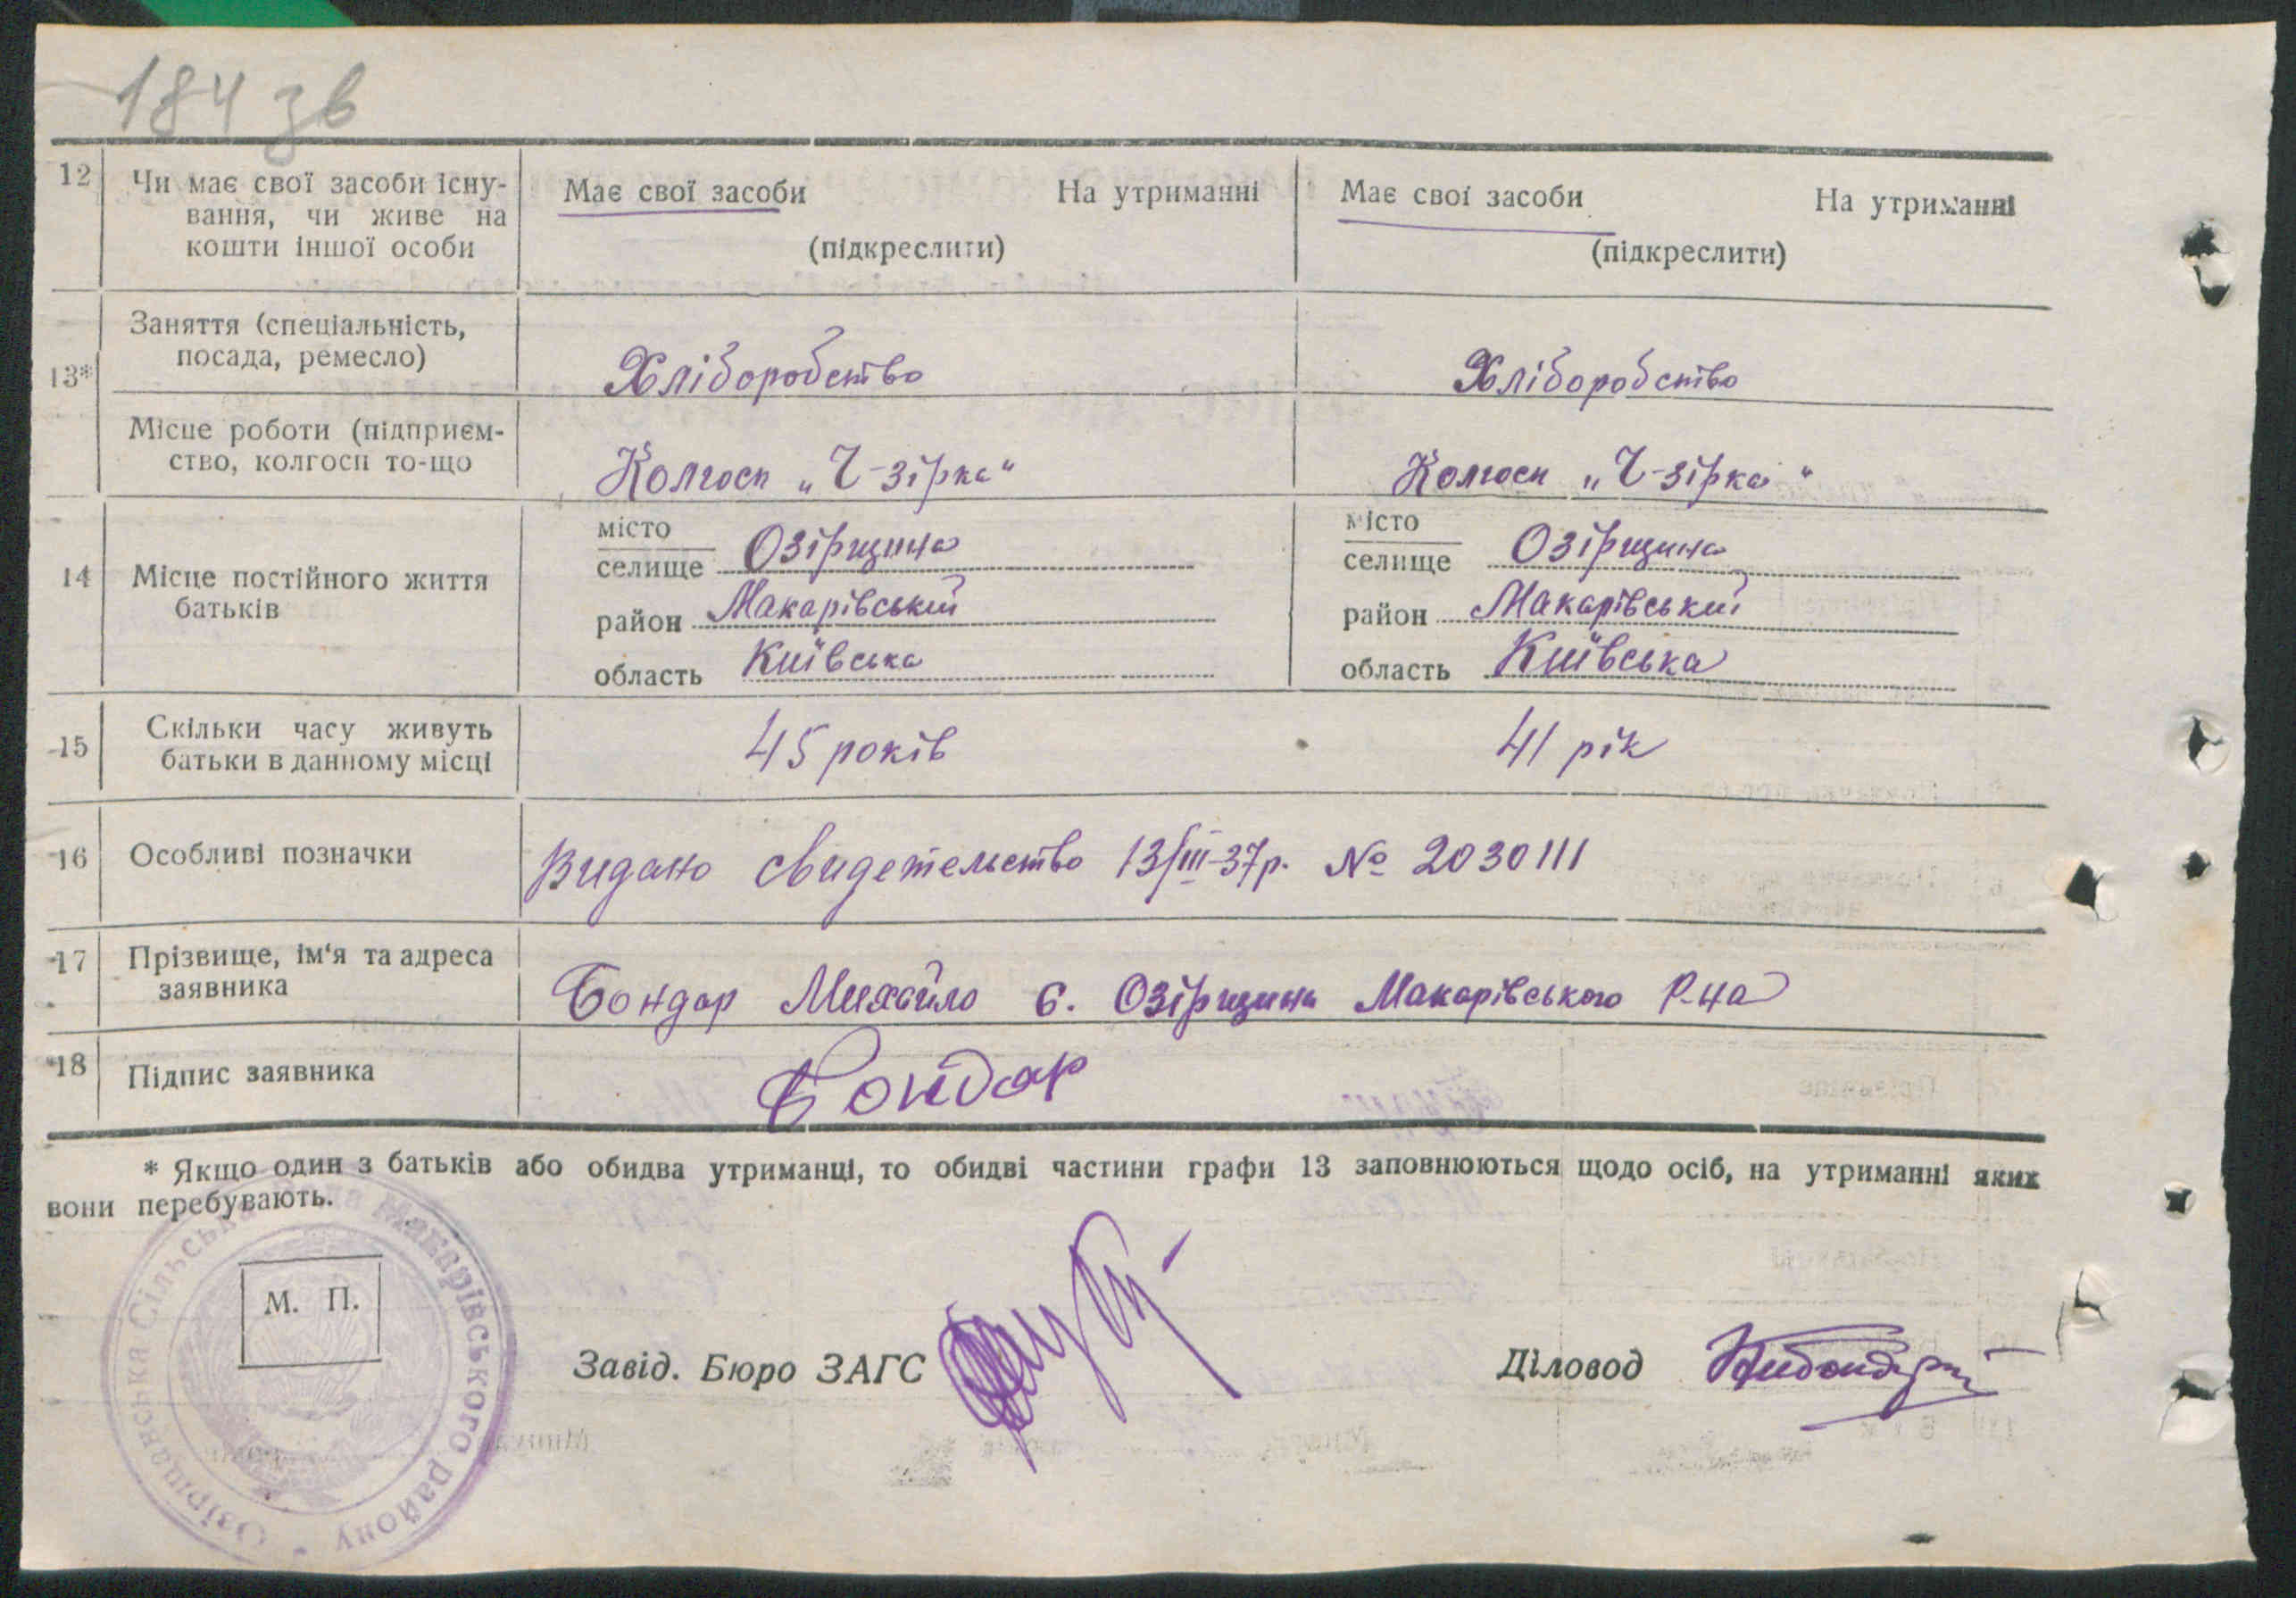 184 зв
12 Чи має свої засоби існу-
вання, чи живе на
кошти іншої особи
Має свої засоби На утриманні
(підкреслити)
Має свої засоби На утриманні
(підкреслити)
13*
Заняття (спеціальність,
посада, ремесло)
Хліборобство
Хліборобство
Місце роботи (підприєм-
ство, колгосп то-що
Колгосп „Ч-зірка“
Колгосп „Ч-зірка“
14 Місце постійного життя
батьків
місто
селище Озірщина
район Макарівський
область Київська
місто
селище Озірщина
район Макарівський
область Київська
15 Скільки часу живуть
батьки в данному місці
45 років
41 рік
16 Особливі позначки
Видано свидетельство 13/III-37р. № 2030111
17 Прізвище, ім'я та адреса
заявника
Бондар Михайло с. Озірщина Макарівського р-на
18 Підпис заявника
Бондар
* Якщо один з батьків або обидва утриманці, то обидві частини графи 13 заповнюються щодо осіб, на утриманні яких
вони перебувають.
М. П.
Макарівського району
Завід. Бюро ЗАГС
Діловод